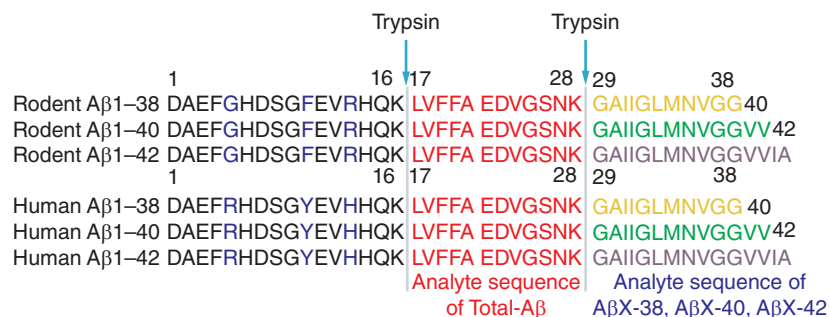 Trypsin Trypsin
1 16 17 28 29 38
Rodent Aβ1–38 DAEFGHDSGFEVRHQK LVFFA EDVGSNK GAIIGLMNVGG 40
Rodent Aβ1–40 DAEFGHDSGFEVRHQK LVFFA EDVGSNK GAIIGLMNVGGVV 42
Rodent Aβ1–42 DAEFGHDSGFEVRHQK LVFFA EDVGSNK GAIIGLMNVGGVVIA
1 16 17 28 29 38
Human Aβ1–38 DAEFRHDSGYEVHHQK LVFFA EDVGSNK GAIIGLMNVGG 40
Human Aβ1–40 DAEFRHDSGYEVHHQK LVFFA EDVGSNK GAIIGLMNVGGVV 42
Human Aβ1–42 DAEFRHDSGYEVHHQK LVFFA EDVGSNK GAIIGLMNVGGVVIA
Analyte sequence Analyte sequence of
of Total-Aβ AβX-38, AβX-40, AβX-42